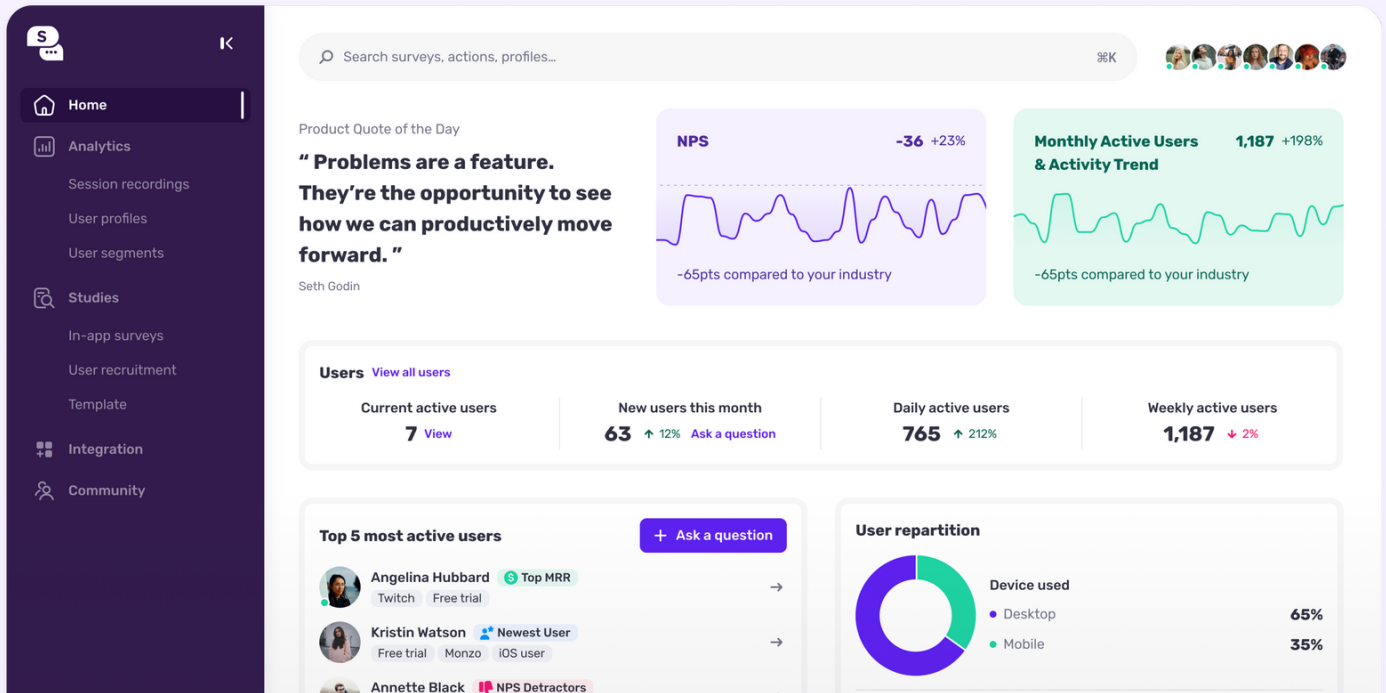 S
Search surveys, actions, profiles...
⌘K
Home
Analytics
Session recordings
User profiles
User segments
Studies
In-app surveys
User recruitment
Template
Integration
Community
Product Quote of the Day
“ Problems are a feature.
They’re the opportunity to see
how we can productively move
forward. ”
Seth Godin
NPS -36 +23%
-65pts compared to your industry
Monthly Active Users 1,187 +198%
& Activity Trend
-65pts compared to your industry
Users View all users
Current active users
7 View
New users this month
63 ↑ 12% Ask a question
Daily active users
765 ↑ 212%
Weekly active users
1,187 ↓ 2%
Top 5 most active users
+ Ask a question
Angelina Hubbard Top MRR
Twitch Free trial
Kristin Watson Newest User
Free trial Monzo iOS user
Annette Black NPS Detractors
User repartition
Device used
Desktop 65%
Mobile 35%